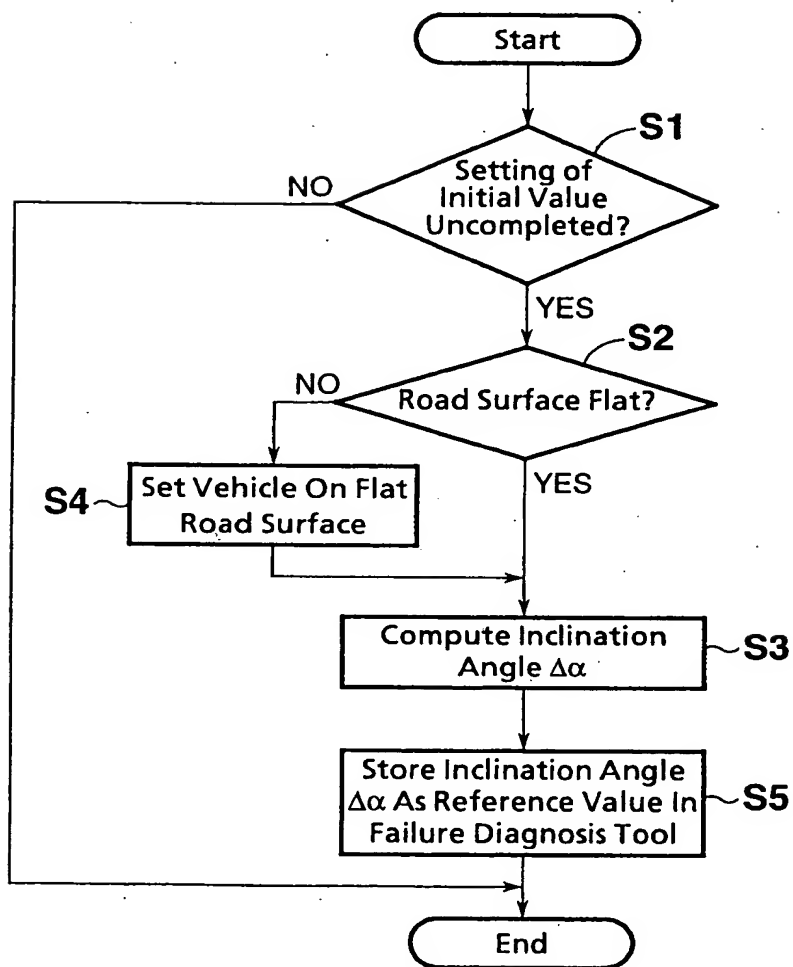 Start
S1
Setting of
Initial Value
Uncompleted?
NO
YES
S2
NO
Road Surface Flat?
YES
S4
Set Vehicle On Flat
Road Surface
Compute Inclination
Angle Δα
S3
Store Inclination Angle
Δα As Reference Value In
Failure Diagnosis Tool
S5
End